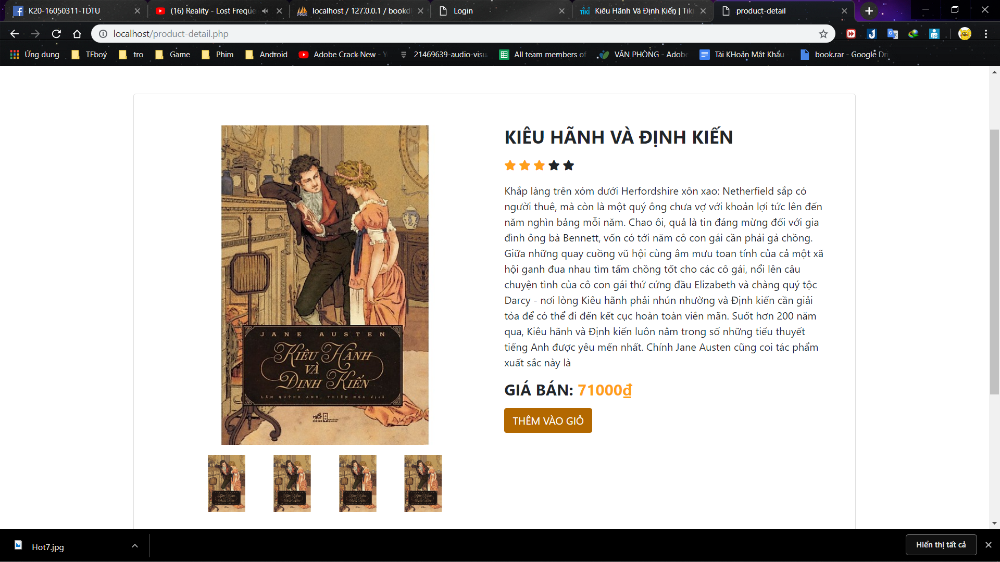 K20-16050311-TDTU
(16) Reality - Lost Freque
localhost / 127.0.0.1 / bookd
Login
Kiêu Hãnh Và Định Kiến | Tiki
product-detail
localhost/product-detail.php
Ứng dụng
TFboý
trọ
Game
Phim
Android
Adobe Crack New - Y
21469639-audio-visu
All team members of
VĂN PHÒNG - Adobe
Tài KHoản Mật Khẩu
book.rar - Google Dri
JANE AUSTEN
KIÊU HÃNH
VÀ
ĐỊNH KIẾN
LÂM QUỲNH ANH, THIÊN NGA dịch
KIÊU HÃNH VÀ ĐỊNH KIẾN
Khắp làng trên xóm dưới Herfordshire xôn xao: Netherfield sắp có
người thuê, mà còn là một quý ông chưa vợ với khoản lợi tức lên đến
năm nghìn bảng mỗi năm. Chao ôi, quả là tin đáng mừng đối với gia
đình ông bà Bennett, vốn có tới năm cô con gái cần phải gả chồng.
Giữa những quay cuồng vũ hội cùng âm mưu toan tính của cả một xã
hội ganh đua nhau tìm tấm chồng tốt cho các cô gái, nổi lên câu
chuyện tình của cô con gái thứ cứng đầu Elizabeth và chàng quý tộc
Darcy - nơi lòng Kiêu hãnh phải nhún nhường và Định kiến cần giải
tỏa để có thể đi đến kết cục hoàn toàn viên mãn. Suốt hơn 200 năm
qua, Kiêu hãnh và Định kiến luôn nằm trong số những tiểu thuyết
tiếng Anh được yêu mến nhất. Chính Jane Austen cũng coi tác phẩm
xuất sắc này là
GIÁ BÁN: 71000₫
THÊM VÀO GIỎ
Hot7.jpg
Hiển thị tất cả